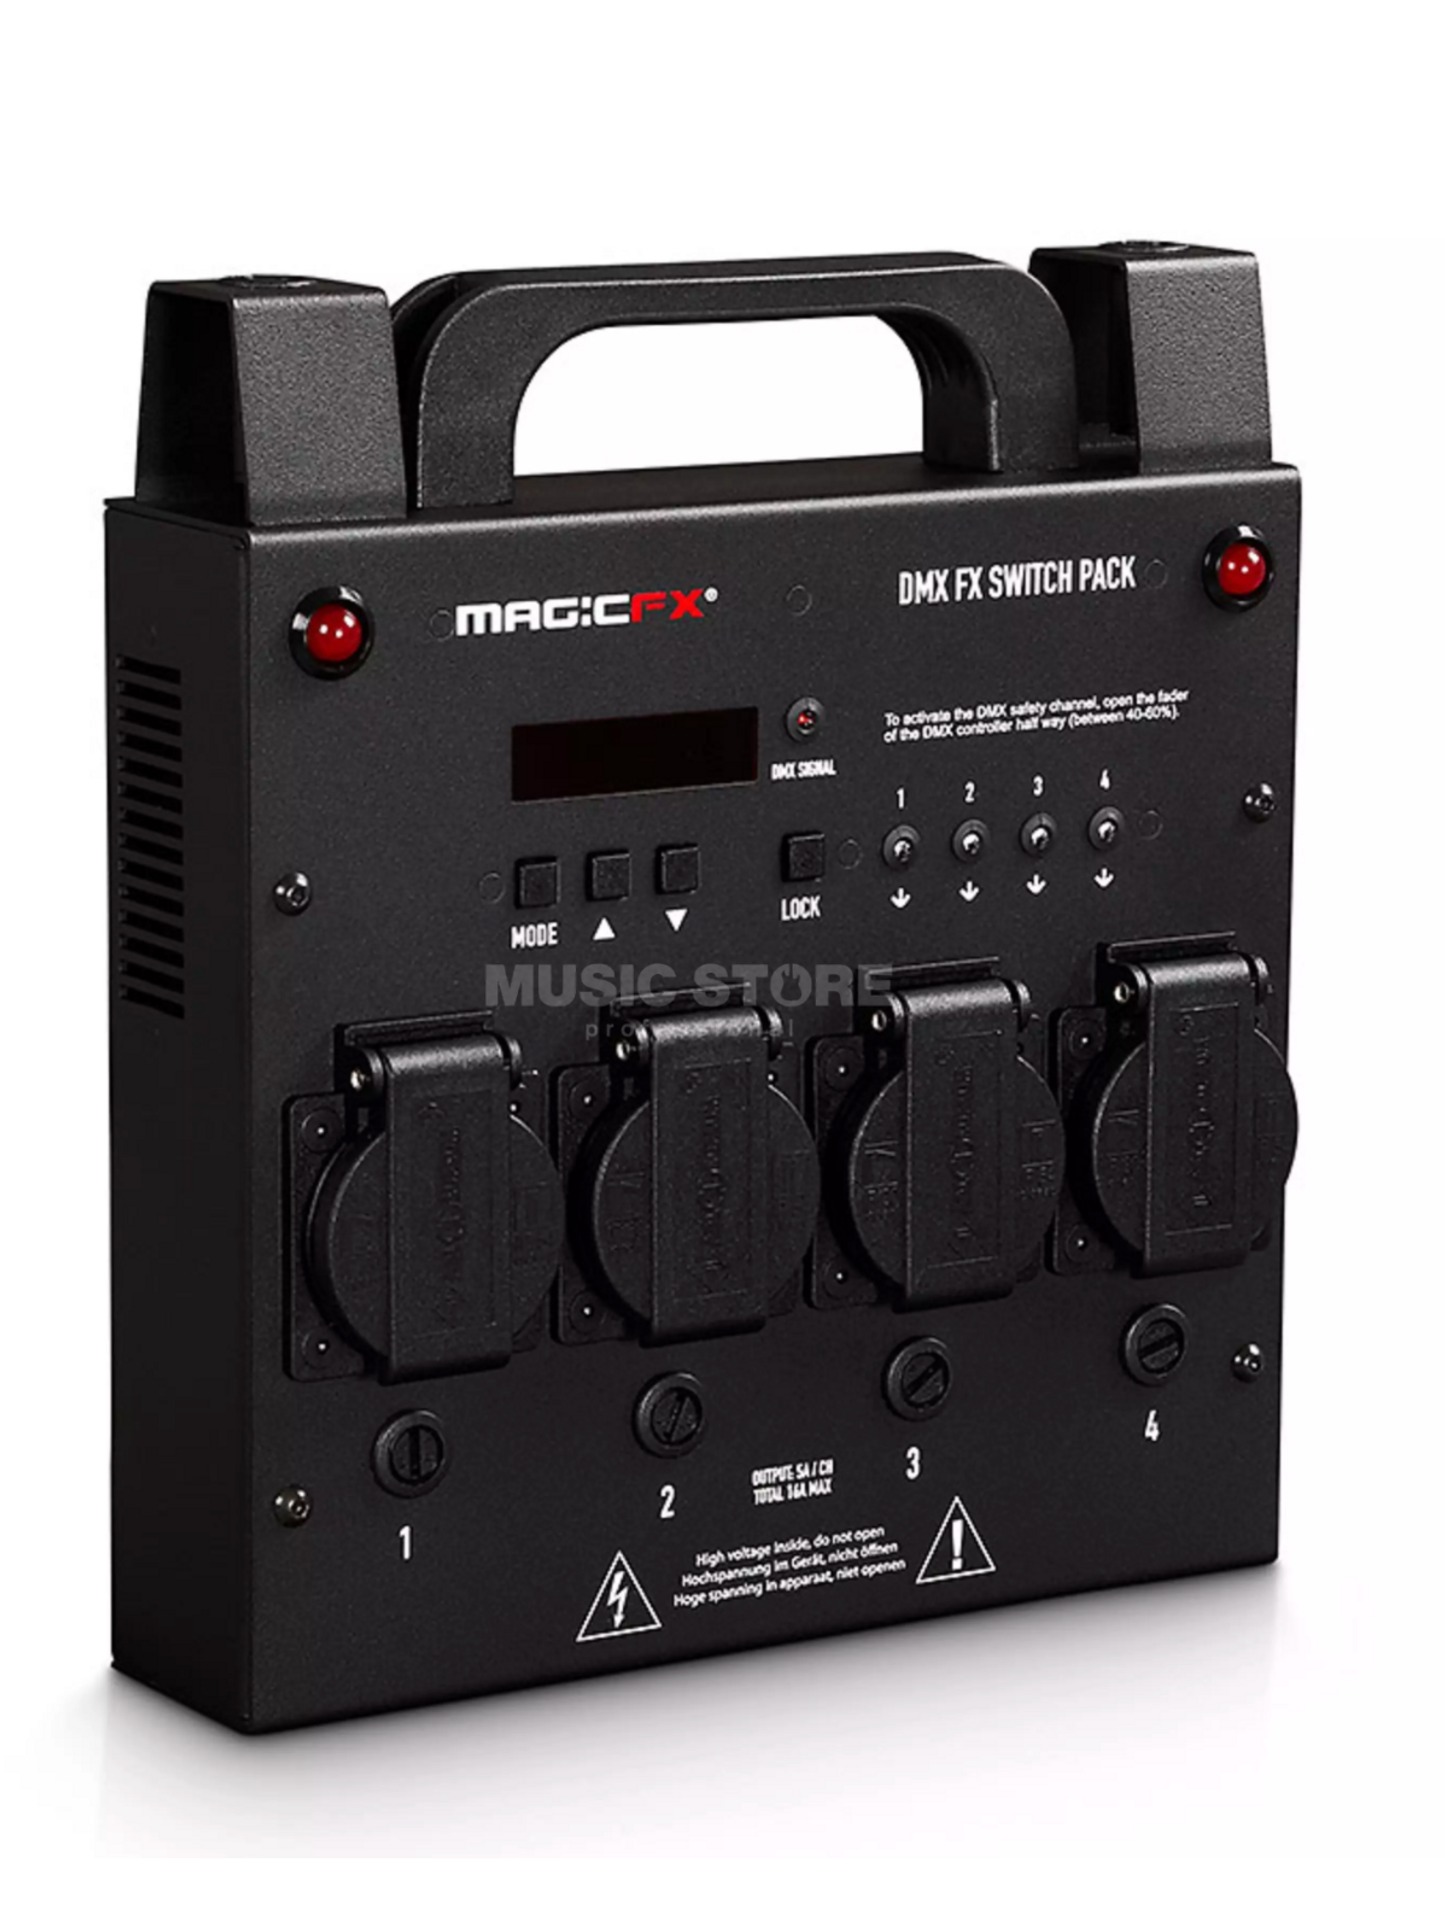 MAGICFX®
DMX FX SWITCH PACK
To activate the DMX safety channel, open the fader
of the DMX controller half way (between 40-60%).
DMX SIGNAL
1 2 3 4
MODE
LOCK
MUSIC STORE
professional
1
2
3
4
OUTPUT: 5A / CH
TOTAL 16A MAX
High voltage inside, do not open
Hochspannung im Gerät, nicht öffnen
Hoge spanning in apparaat, niet openen